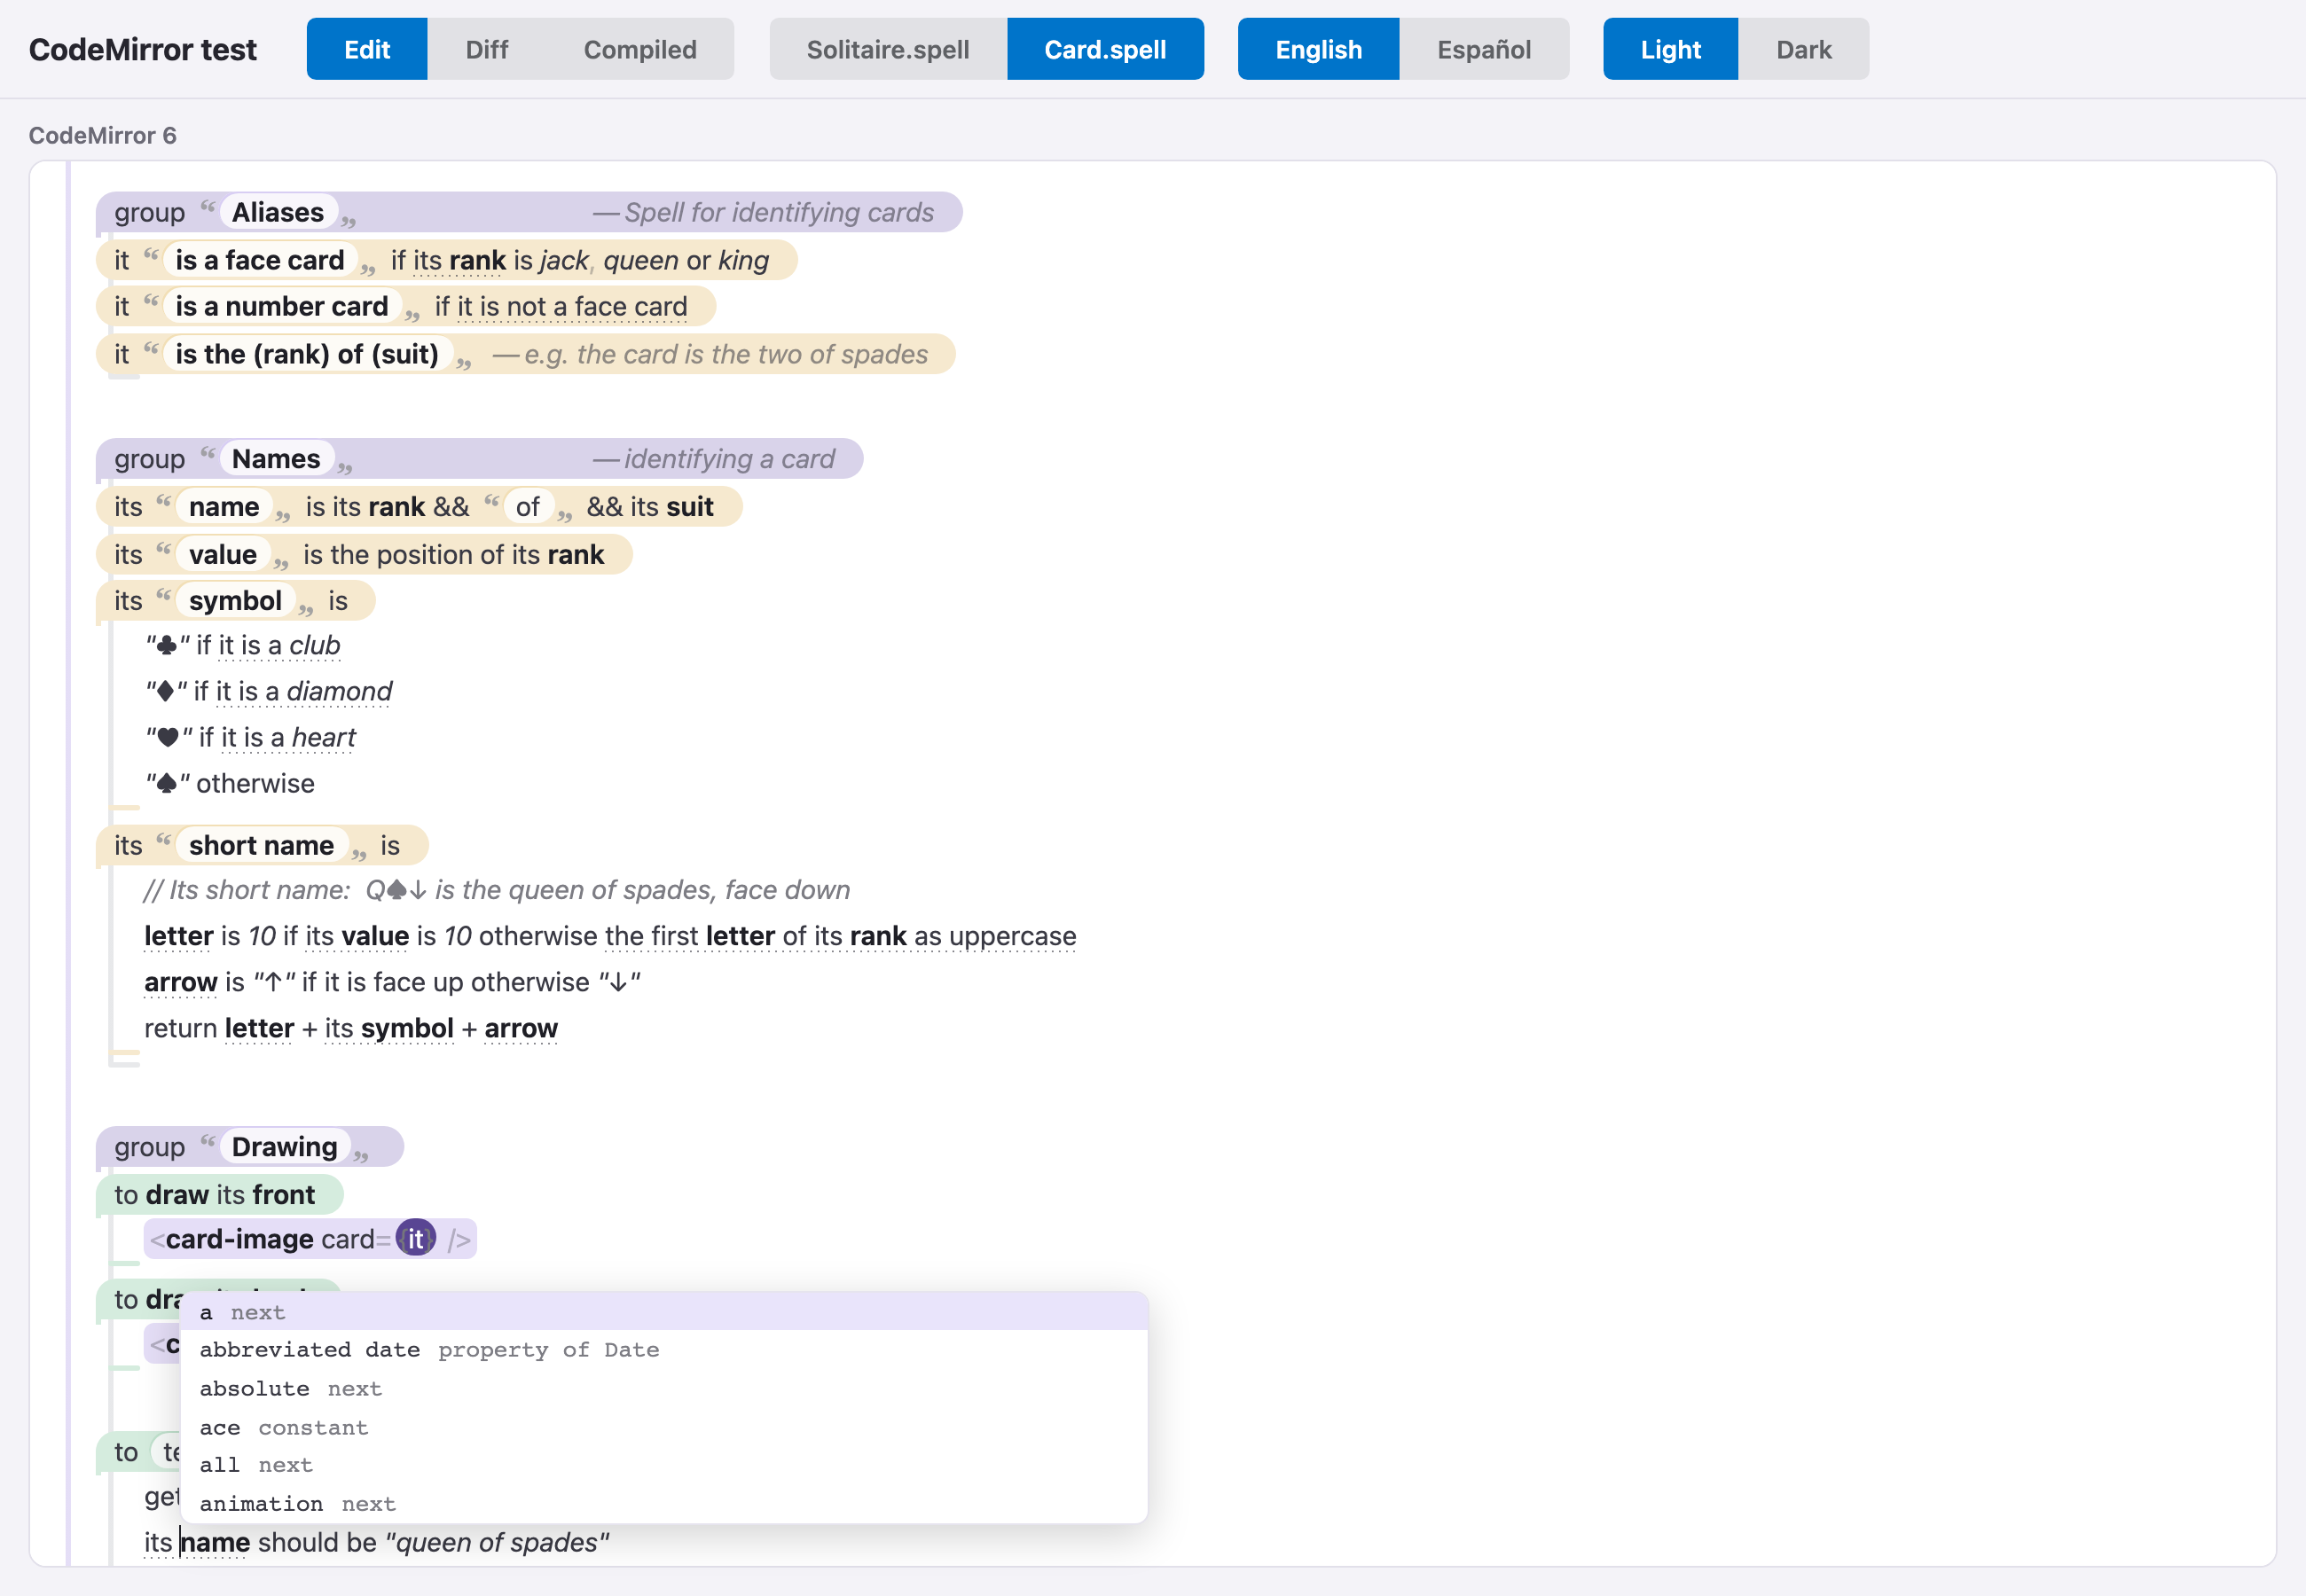 CodeMirror test
Edit Diff Compiled Solitaire.spell Card.spell English Español Light Dark
CodeMirror 6
group “ Aliases „ — Spell for identifying cards
it “ is a face card „ if its rank is jack, queen or king
it “ is a number card „ if it is not a face card
it “ is the (rank) of (suit) „ — e.g. the card is the two of spades
group “ Names „ — identifying a card
its “ name „ is its rank && “ of „ && its suit
its “ value „ is the position of its rank
its “ symbol „ is
"♣" if it is a club
"♦" if it is a diamond
"♥" if it is a heart
"♠" otherwise
its “ short name „ is
// Its short name: Q♠↓ is the queen of spades, face down
letter is 10 if its value is 10 otherwise the first letter of its rank as uppercase
arrow is "↑" if it is face up otherwise "↓"
return letter + its symbol + arrow
group “ Drawing „
to draw its front
<card-image card={it} />
to
a next
abbreviated date property of Date
absolute next
ace constant
all next
animation next
to
get
its name should be "queen of spades"